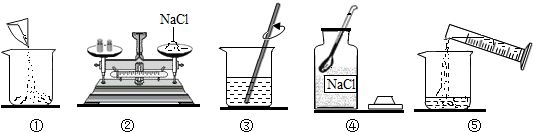 NaCl
NaCl
① ② ③ ④ ⑤